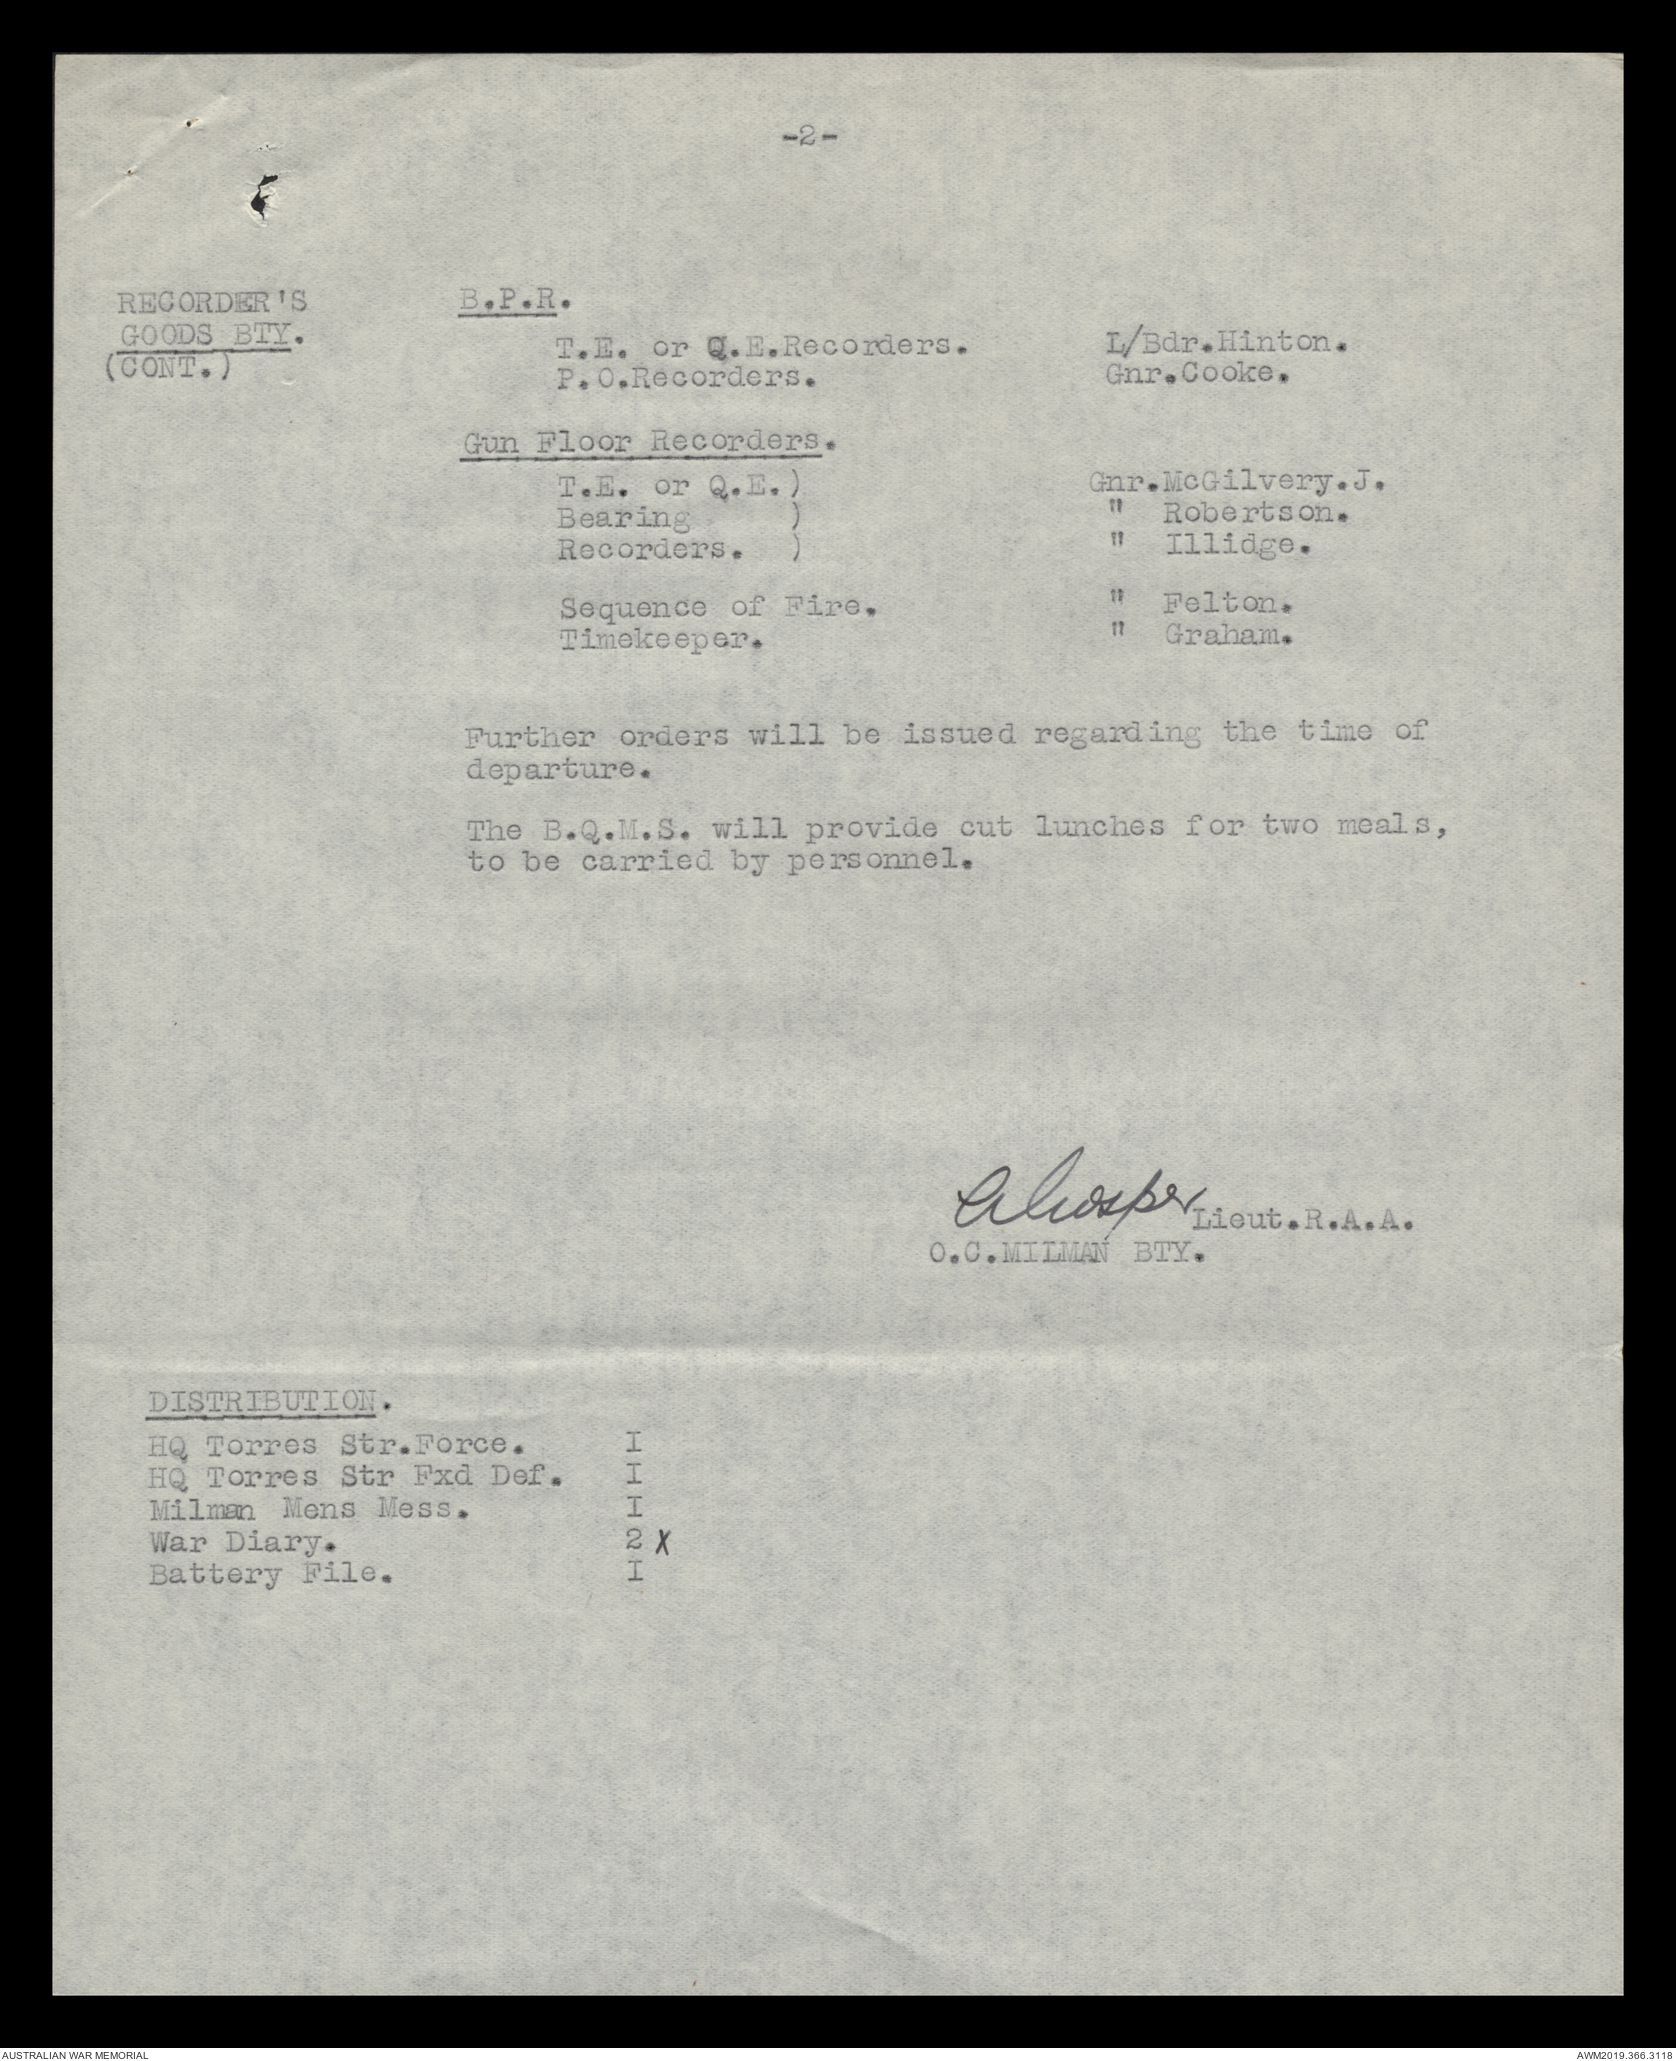 -2-
RECORDER'S
GOODS BTY.
(CONT.)
B.P.R.
T.E. or Q.E.Recorders. L/Bdr.Hinton.
P.O.Recorders. Gnr.Cooke.
Gun Floor Recorders.
T.E. or Q.E.) Gnr.McGilvery.J.
Bearing ) " Robertson.
Recorders. ) " Illidge.
Sequence of Fire. " Felton.
Timekeeper. " Graham.
Further orders will be issued regarding the time of
departure.
The B.Q.M.S. will provide cut lunches for two meals,
to be carried by personnel.
Lieut.R.A.A.
O.C.MILMAN BTY.
DISTRIBUTION.
HQ Torres Str.Force. I
HQ Torres Str Fxd Def. I
Milman Mens Mess. I
War Diary. 2 X
Battery File. I
AUSTRALIAN WAR MEMORIAL AWM2019.366.3118